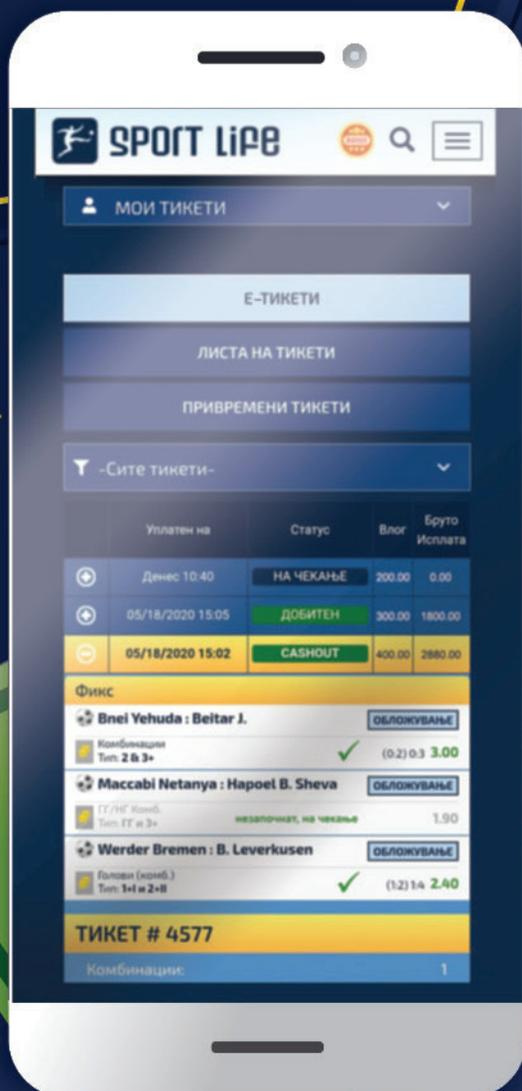 SPORT LIFE
МОИ ТИКЕТИ
Е-ТИКЕТИ
ЛИСТА НА ТИКЕТИ
ПРИВРЕМЕНИ ТИКЕТИ
-Сите тикети-
Уплатен на Статус Влог Бруто Исплата
Денес 10:40 НА ЧЕКАЊЕ 200.00 0.00
05/18/2020 15:05 ДОБИТЕН 300.00 1800.00
05/18/2020 15:02 CASHOUT 400.00 2880.00
Фикс
Bnei Yehuda : Beitar J. ОБЛОЖУВАЊЕ
Комбинации
Тип: 2 & 3+ (0:2) 0:3 3.00
Maccabi Netanya : Hapoel B. Sheva ОБЛОЖУВАЊЕ
ГГ/НГ Комб.
Тип: ГГ и 3+ незапочнат, на чекање 1.90
Werder Bremen : B. Leverkusen ОБЛОЖУВАЊЕ
Голови (комб.)
Тип: 1+I и 2+II (1:2) 1:4 2.40
ТИКЕТ # 4577
Комбинации: 1